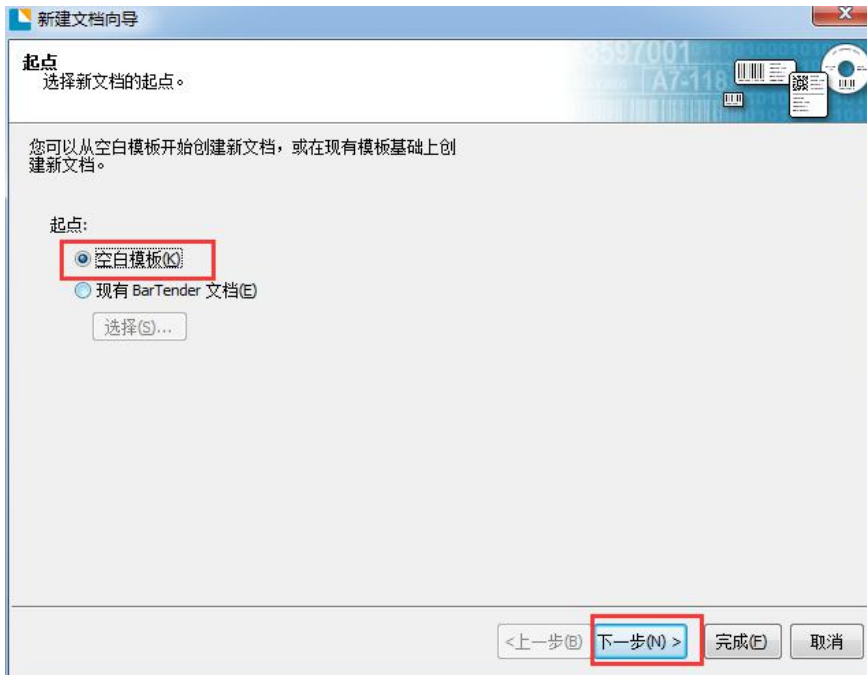 新建文档向导
起点
选择新文档的起点。
3597001
A7-118
您可以从空白模板开始创建新文档，或在现有模板基础上创
建新文档。
起点:
空白模板(K)
现有 BarTender 文档(E)
选择(S)...
<上一步(B) 下一步(N) > 完成(F) 取消